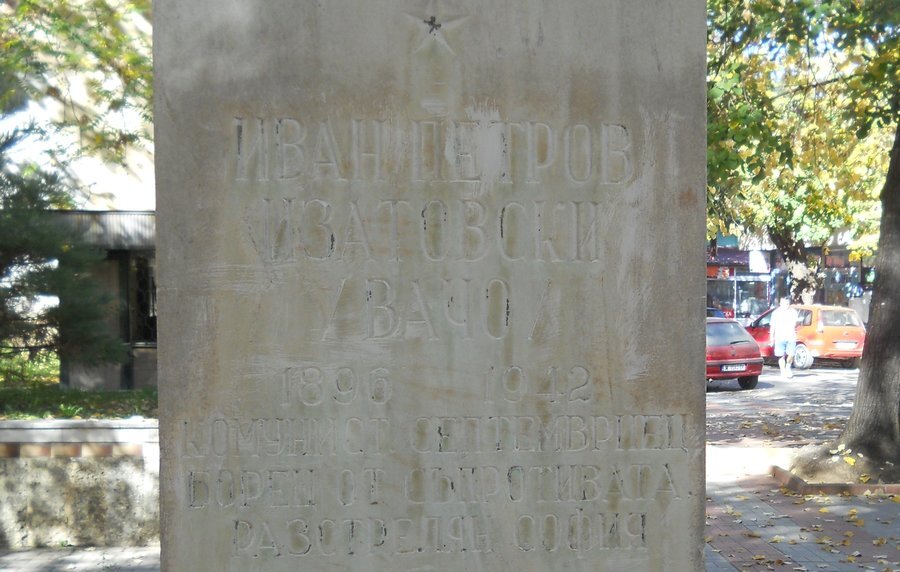 ИВАН ПЕТРОВ
ИЗАТОВСКИ
/ВАЧО/
1896 1942
КОМУНИСТ СЕПТЕМВРИЕЦ
БОРЕЦ ОТ СЪПРОТИВАТА
РАЗСТРЕЛЯН СОФИЯ